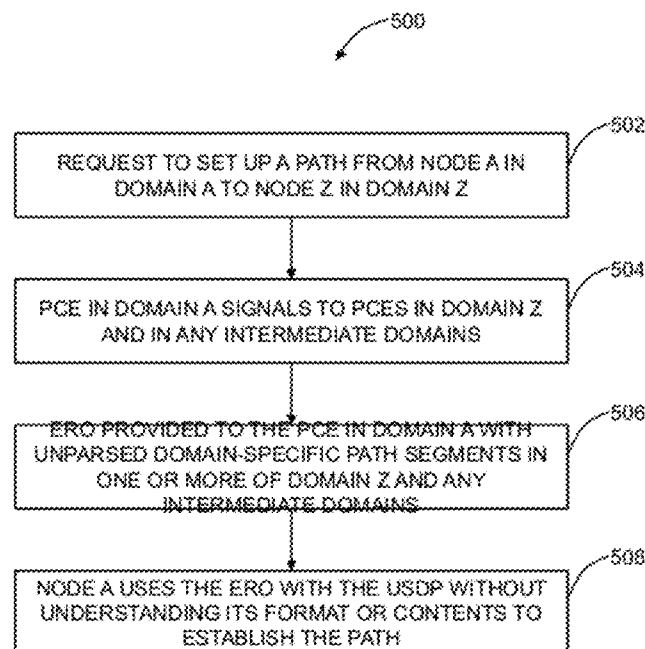 500
502
REQUEST TO SET UP A PATH FROM NODE A IN
DOMAIN A TO NODE Z IN DOMAIN Z
504
PCE IN DOMAIN A SIGNALS TO PCES IN DOMAIN Z
AND IN ANY INTERMEDIATE DOMAINS
506
ERO PROVIDED TO THE PCE IN DOMAIN A WITH
UNPARSED DOMAIN-SPECIFIC PATH SEGMENTS IN
ONE OR MORE OF DOMAIN Z AND ANY
INTERMEDIATE DOMAINS
508
NODE A USES THE ERO WITH THE USDP WITHOUT
UNDERSTANDING ITS FORMAT OR CONTENTS TO
ESTABLISH THE PATH